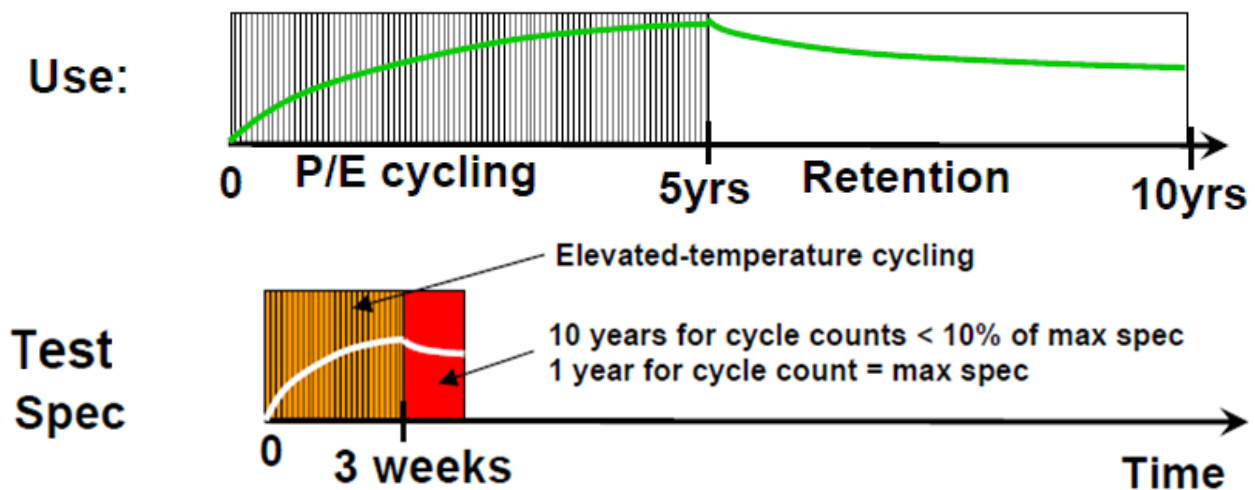 Use:
0
P/E cycling
5yrs
Retention
10yrs
Elevated-temperature cycling
Test
Spec
10 years for cycle counts < 10% of max spec
1 year for cycle count = max spec
0
3 weeks
Time